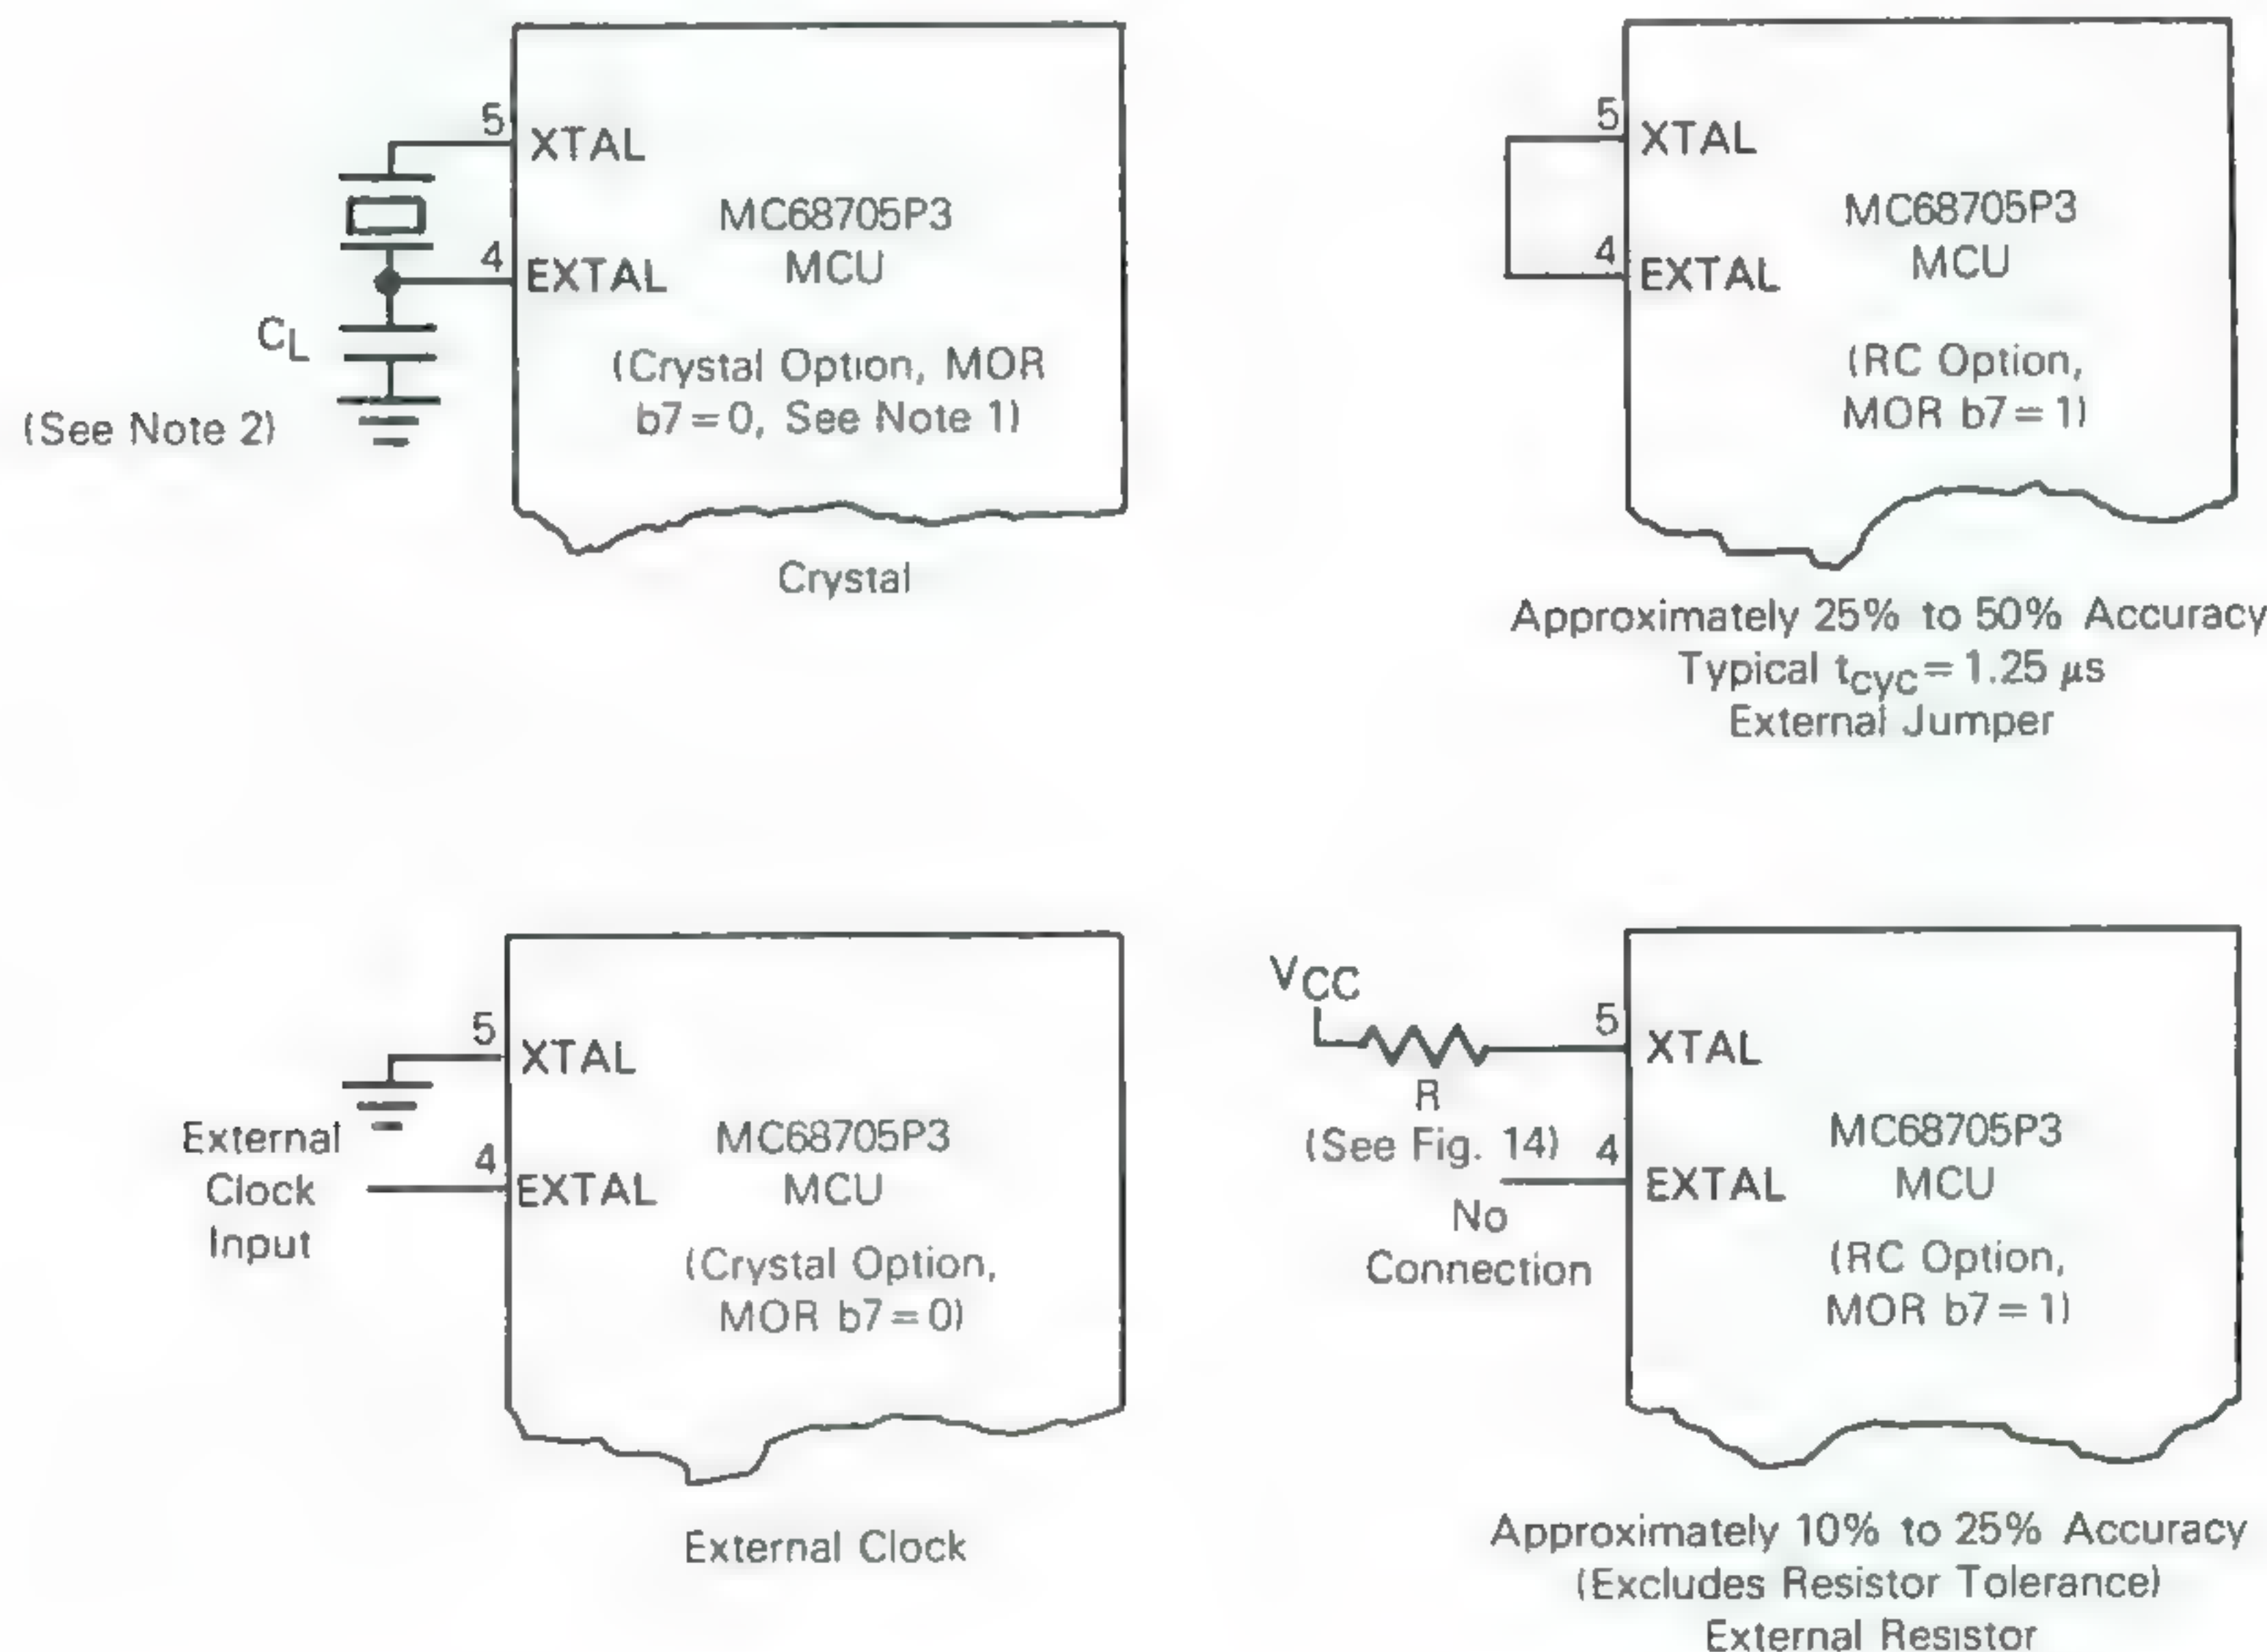 5
XTAL
4
EXTAL
CL
(See Note 2)
MC68705P3
MCU
(Crystal Option, MOR
b7=0, See Note 1)
Crystal
5
XTAL
4
EXTAL
MC68705P3
MCU
(RC Option,
MOR b7=1)
Approximately 25% to 50% Accuracy
Typical tcyc=1.25 μs
External Jumper
5
XTAL
External
Clock
Input
4
EXTAL
MC68705P3
MCU
(Crystal Option,
MOR b7=0)
External Clock
VCC
5
XTAL
R
(See Fig. 14)
4
EXTAL
No
Connection
MC68705P3
MCU
(RC Option,
MOR b7=1)
Approximately 10% to 25% Accuracy
(Excludes Resistor Tolerance)
External Resistor